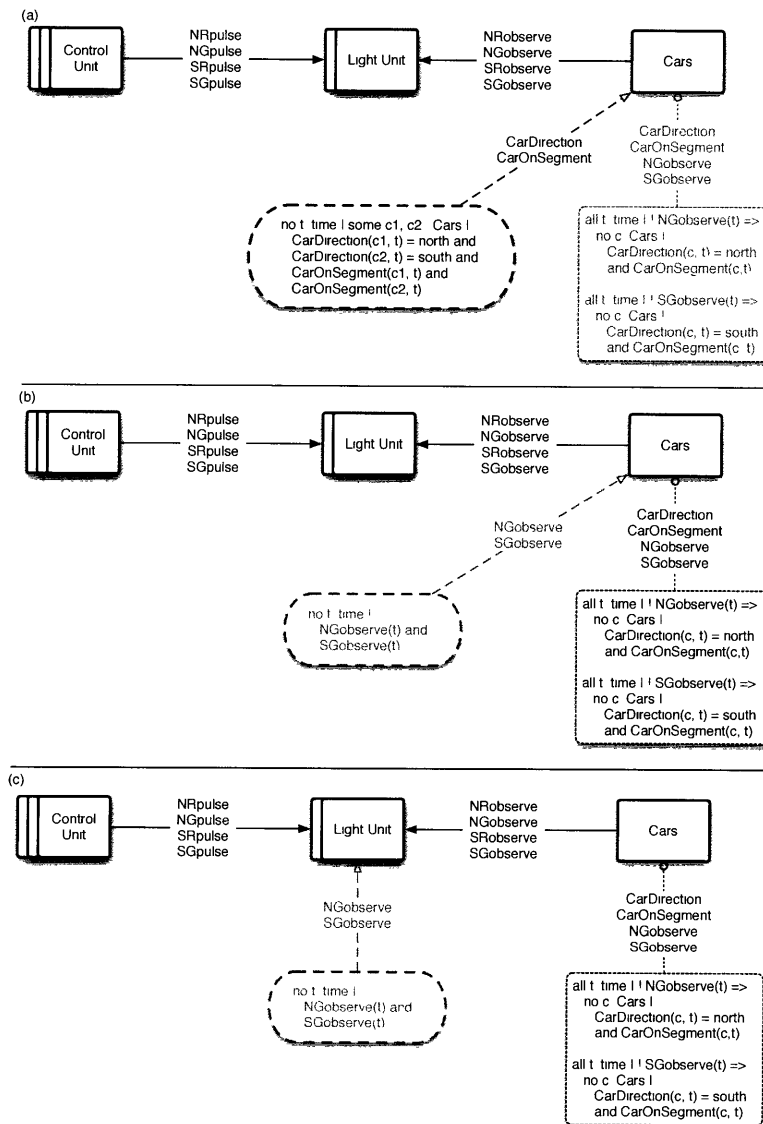 (a)
Control
Unit
NRpulse
NGpulse
SRpulse
SGpulse
Light Unit
NRobserve
NGobserve
SRobserve
SGobserve
Cars
CarDirection
CarOnSegment
CarDirection
CarOnSegment
NGobserve
SGobserve
no t time | some c1, c2 Cars |
CarDirection(c1, t) = north and
CarDirection(c2, t) = south and
CarOnSegment(c1, t) and
CarOnSegment(c2, t)
all t time | ! NGobserve(t) =>
no c Cars |
CarDirection(c, t) = north
and CarOnSegment(c,t)
all t time | ! SGobserve(t) =>
no c Cars |
CarDirection(c, t) = south
and CarOnSegment(c t)
(b)
Control
Unit
NRpulse
NGpulse
SRpulse
SGpulse
Light Unit
NRobserve
NGobserve
SRobserve
SGobserve
Cars
NGobserve
SGobserve
CarDirection
CarOnSegment
NGobserve
SGobserve
no t time |
NGobserve(t) and
SGobserve(t)
all t time | ! NGobserve(t) =>
no c Cars |
CarDirection(c, t) = north
and CarOnSegment(c,t)
all t time | ! SGobserve(t) =>
no c Cars |
CarDirection(c, t) = south
and CarOnSegment(c, t)
(c)
Control
Unit
NRpulse
NGpulse
SRpulse
SGpulse
Light Unit
NRobserve
NGobserve
SRobserve
SGobserve
Cars
NGobserve
SGobserve
CarDirection
CarOnSegment
NGobserve
SGobserve
no t time |
NGobserve(t) and
SGobserve(t)
all t time | ! NGobserve(t) =>
no c Cars |
CarDirection(c, t) = north
and CarOnSegment(c,t)
all t time | ! SGobserve(t) =>
no c Cars |
CarDirection(c, t) = south
and CarOnSegment(c, t)